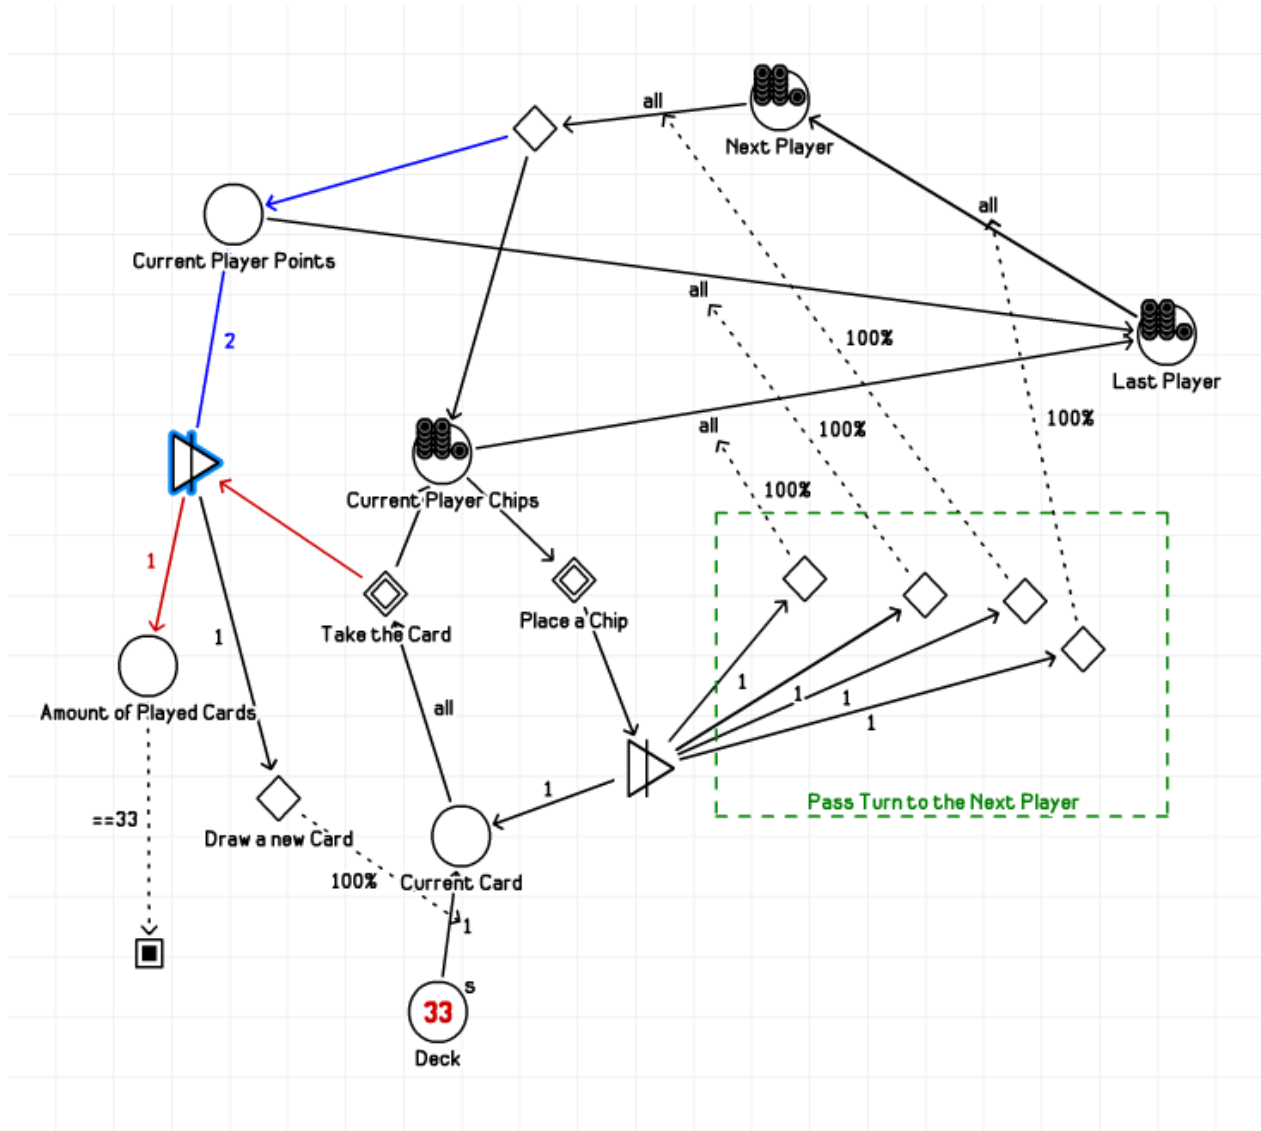 all
Next Player
all
Current Player Points
all
2
100%
Last Player
all
100%
100%
100%
Current Player Chips
1
Take the Card
Place a Chip
1
1
1
1
1
all
Amount of Played Cards
1
==33
Draw a new Card
Pass Turn to the Next Player
100%
Current Card
1
s
33
Deck